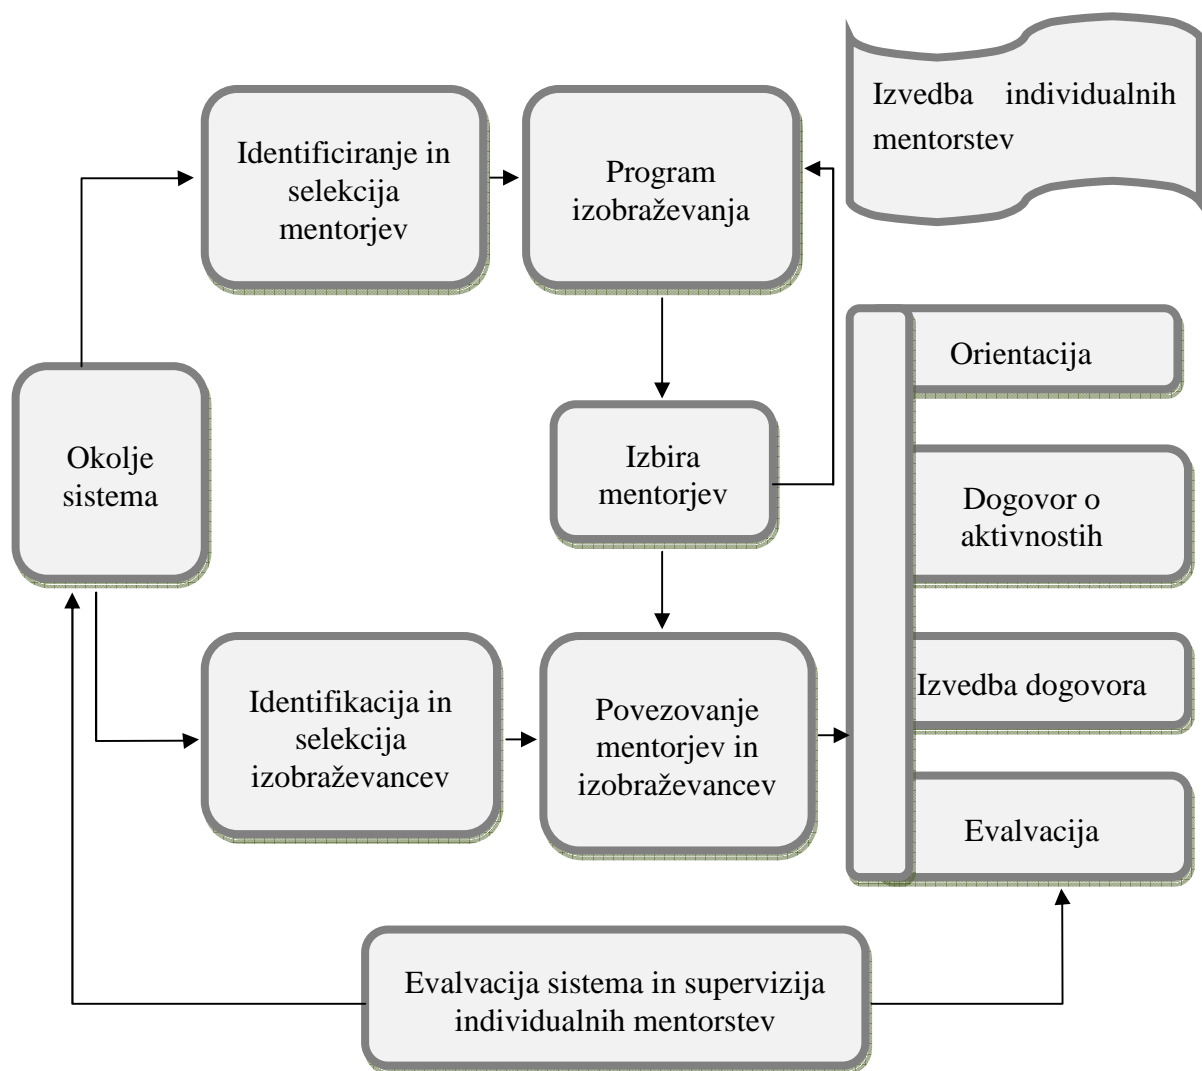 Izvedba individualnih
mentorstev
Identificiranje in
selekcija
mentorjev
Program
izobraževanja
Orientacija
Okolje
sistema
Izbira
mentorjev
Dogovor o
aktivnostih
Identifikacija in
selekcija
izobraževancev
Povezovanje
mentorjev in
izobraževancev
Izvedba dogovora
Evalvacija
Evalvacija sistema in supervizija
individualnih mentorstev